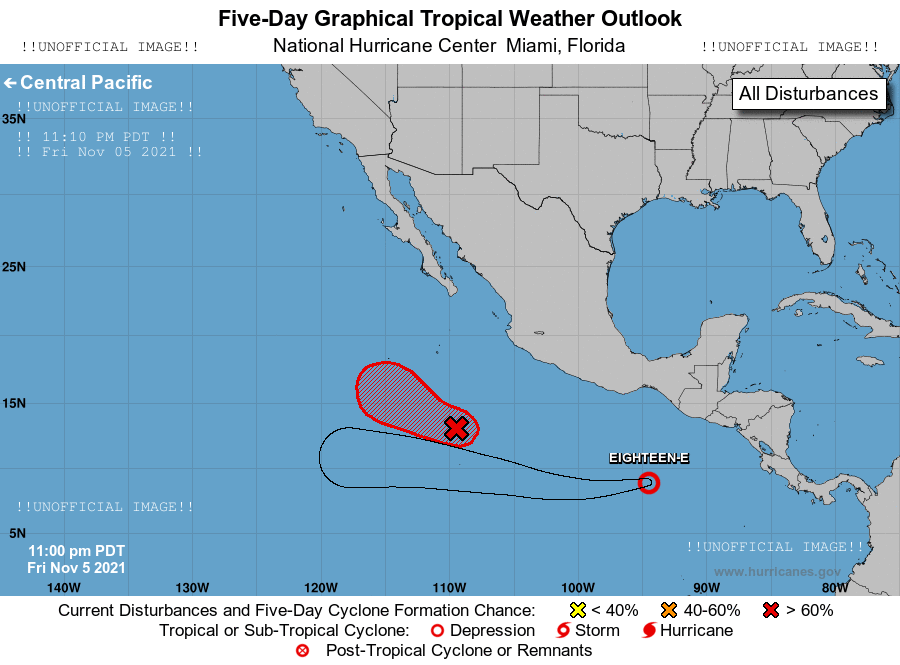 Five-Day Graphical Tropical Weather Outlook
!!UNOFFICIAL IMAGE!! National Hurricane Center Miami, Florida !!UNOFFICIAL IMAGE!!
← Central Pacific
All Disturbances
!!UNOFFICIAL IMAGE!!
35N
!! 11:10 PM PDT !!
!! Fri Nov 05 2021 !!
25N
15N
EIGHTEEN-E
!!UNOFFICIAL IMAGE!!
5N
!!UNOFFICIAL IMAGE!!
11:00 pm PDT
Fri Nov 5 2021
www.hurricanes.gov
140W 130W 120W 110W 100W 90W 80W
Current Disturbances and Five-Day Cyclone Formation Chance: < 40% 40-60% > 60%
Tropical or Sub-Tropical Cyclone: Depression Storm Hurricane
Post-Tropical Cyclone or Remnants